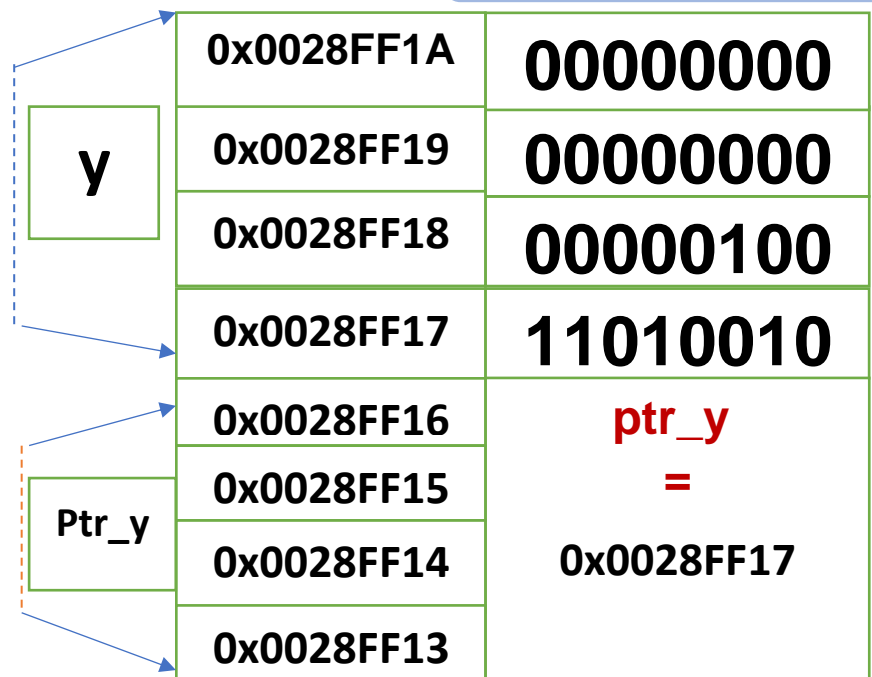 0x0028FF1A 00000000
y
0x0028FF19 00000000
0x0028FF18 00000100
0x0028FF17 11010010
0x0028FF16 ptr_y
0x0028FF15 =
Ptr_y
0x0028FF14 0x0028FF17
0x0028FF13